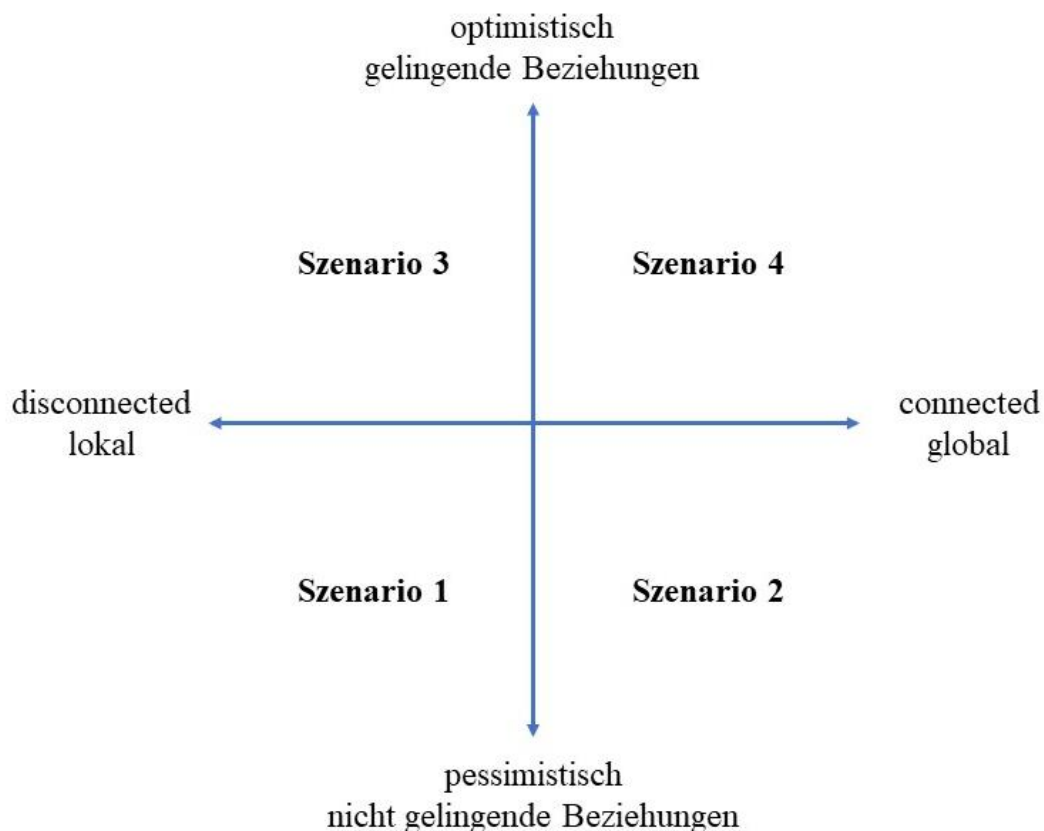 optimistisch
gelingende Beziehungen
Szenario 3
Szenario 4
disconnected
lokal
connected
global
Szenario 1
Szenario 2
pessimistisch
nicht gelingende Beziehungen